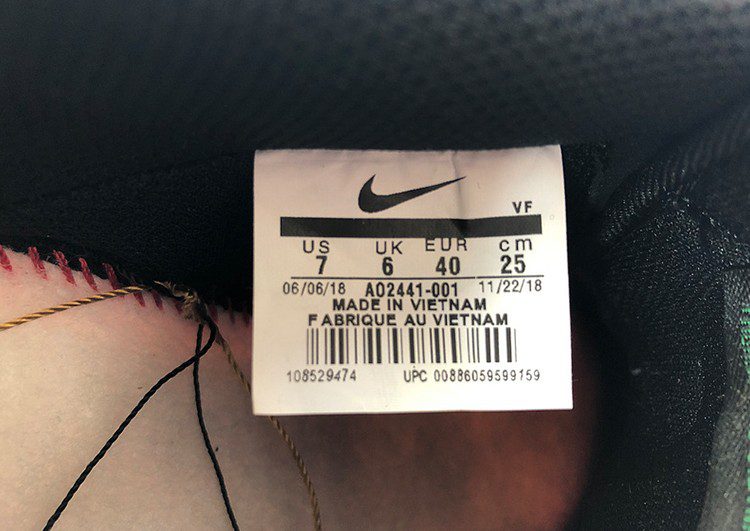 VF
US UK EUR cm
7 6 40 25
06/06/18 AO2441-001 11/22/18
MADE IN VIETNAM
FABRIQUE AU VIETNAM
108529474 UPC 00886059599159